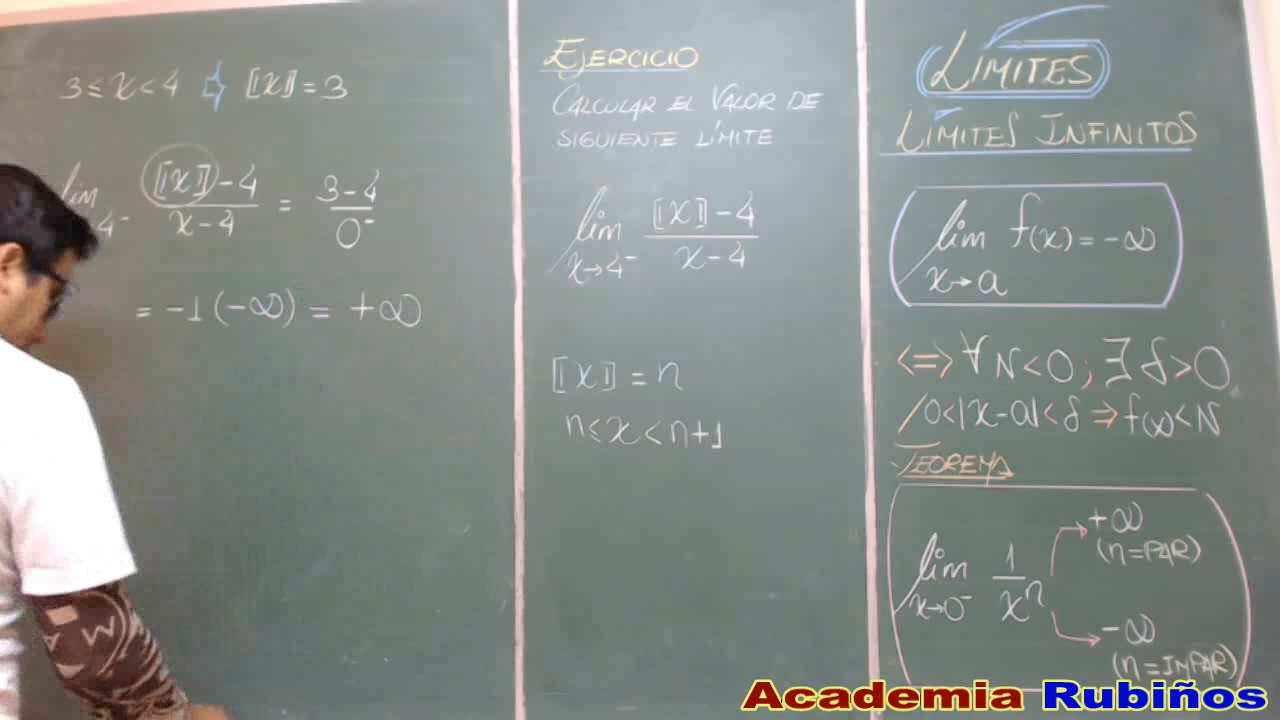 3 ≤ x < 4 ⇨ ⟦x⟧ = 3
lim x→4⁻ (⟦x⟧-4)/(x-4) = (3-4)/0⁻
= -1(-∞) = +∞
EJERCICIO
CALCULAR EL VALOR DE
SIGUIENTE LÍMITE
lim x→4⁻ (⟦x⟧-4)/(x-4)
⟦x⟧ = n
n ≤ x < n+1
LÍMITES
LÍMITES INFINITOS
lim x→a f(x) = -∞
<=> ∀ N<0 ; ∃ δ>0
/0<|x-a|<δ ⇒ f(x)<N
TEOREMA
lim x→0⁻ 1/xⁿ
+∞
(n=PAR)
-∞
(n=IMPAR)
Academia Rubiños